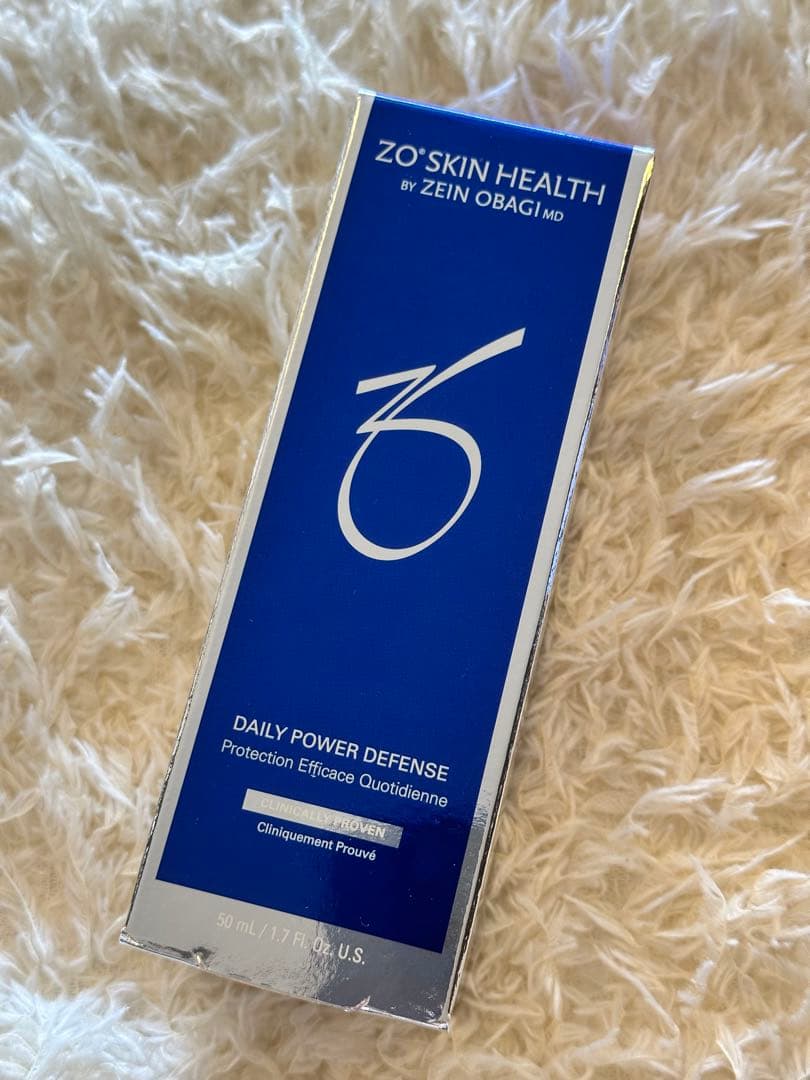 ZO® SKIN HEALTH
BY ZEIN OBAGI MD
DAILY POWER DEFENSE
Protection Efficace Quotidienne
CLINICALLY PROVEN
Cliniquement Prouvé
50 mL / 1.7 Fl. Oz. U.S.